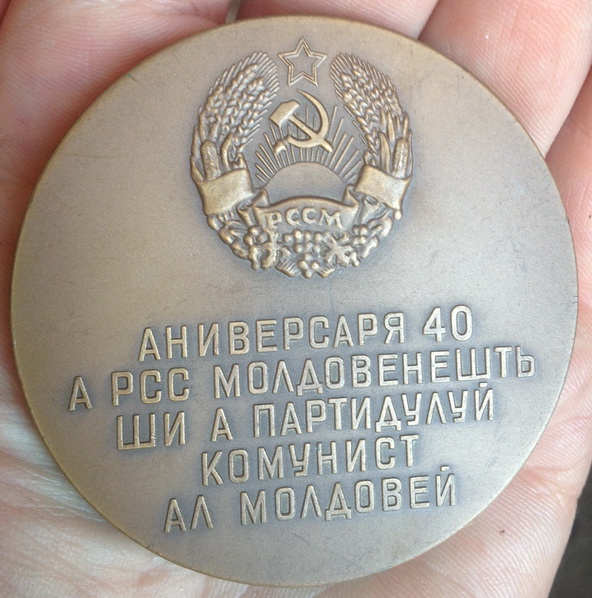 РССМ
АНИВЕРСАРЯ 40
А РСС МОЛДОВЕНЕШТЬ
ШИ А ПАРТИДУЛУЙ
КОМУНИСТ
АЛ МОЛДОВЕЙ